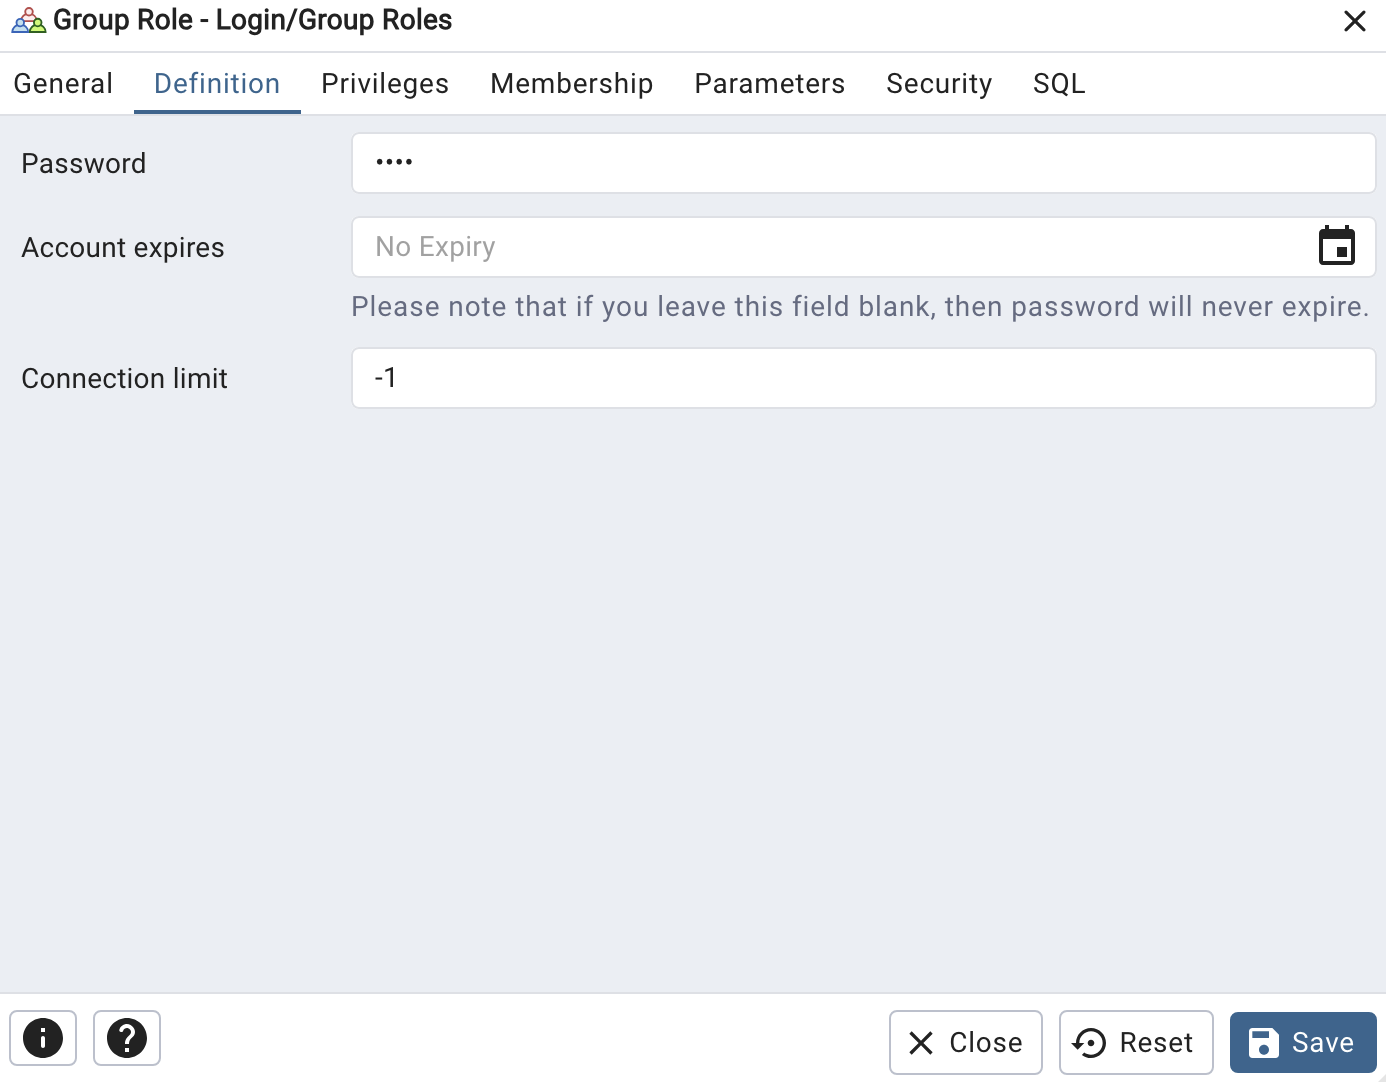 Group Role - Login/Group Roles
General Definition Privileges Membership Parameters Security SQL
Password ••••
Account expires No Expiry
Please note that if you leave this field blank, then password will never expire.
Connection limit -1
Close Reset Save